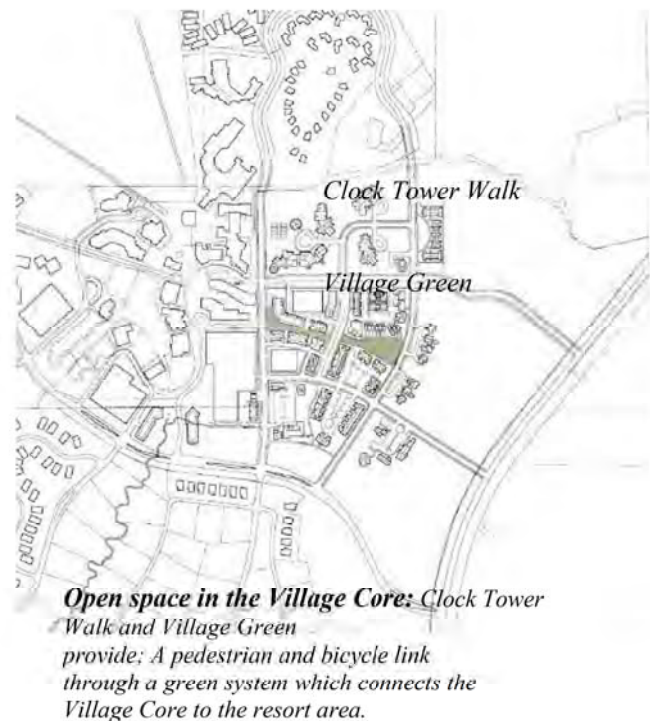 Clock Tower Walk
Village Green
Open space in the Village Core: Clock Tower
Walk and Village Green
provide; A pedestrian and bicycle link
through a green system which connects the
Village Core to the resort area.